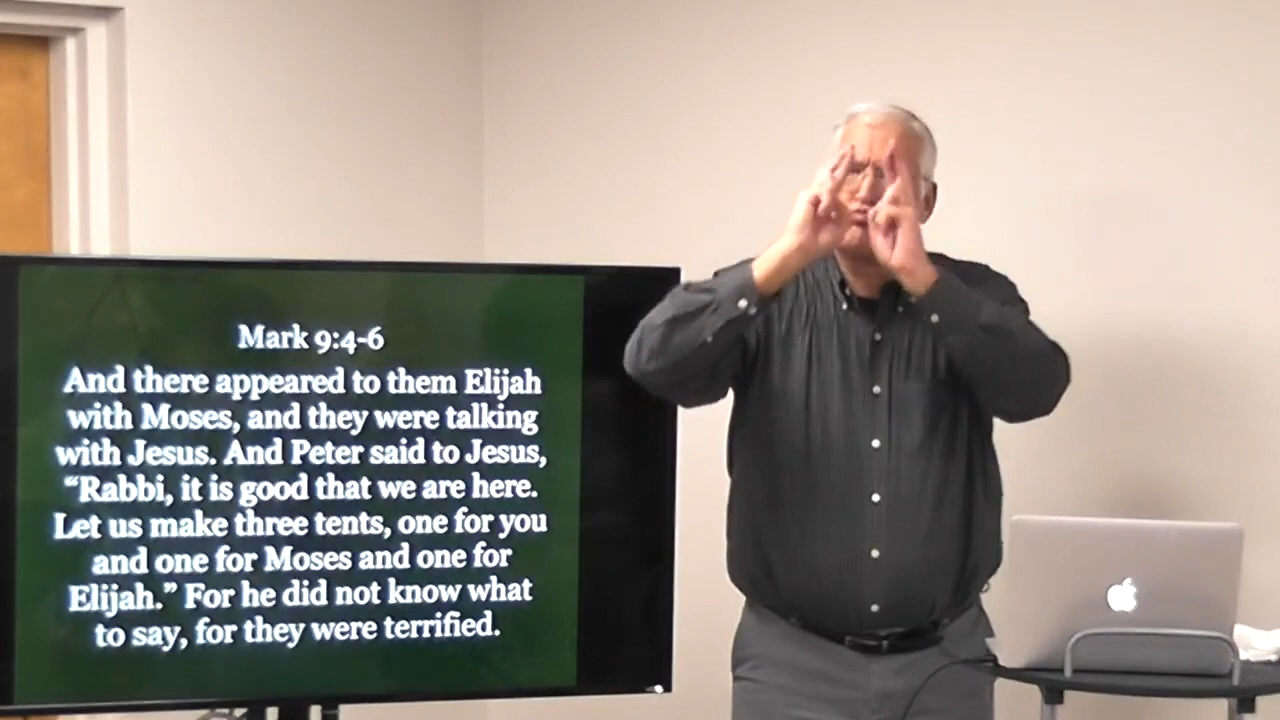 Mark 9:4-6
And there appeared to them Elijah
with Moses, and they were talking
with Jesus. And Peter said to Jesus,
“Rabbi, it is good that we are here.
Let us make three tents, one for you
and one for Moses and one for
Elijah.” For he did not know what
to say, for they were terrified.